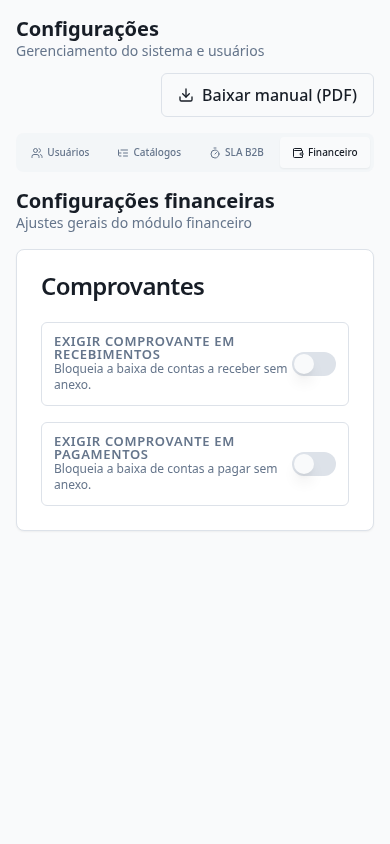 Configurações
Gerenciamento do sistema e usuários
Baixar manual (PDF)
Usuários
Catálogos
SLA B2B
Financeiro
Configurações financeiras
Ajustes gerais do módulo financeiro
Comprovantes
EXIGIR COMPROVANTE EM
RECEBIMENTOS
Bloqueia a baixa de contas a receber sem
anexo.
EXIGIR COMPROVANTE EM
PAGAMENTOS
Bloqueia a baixa de contas a pagar sem
anexo.